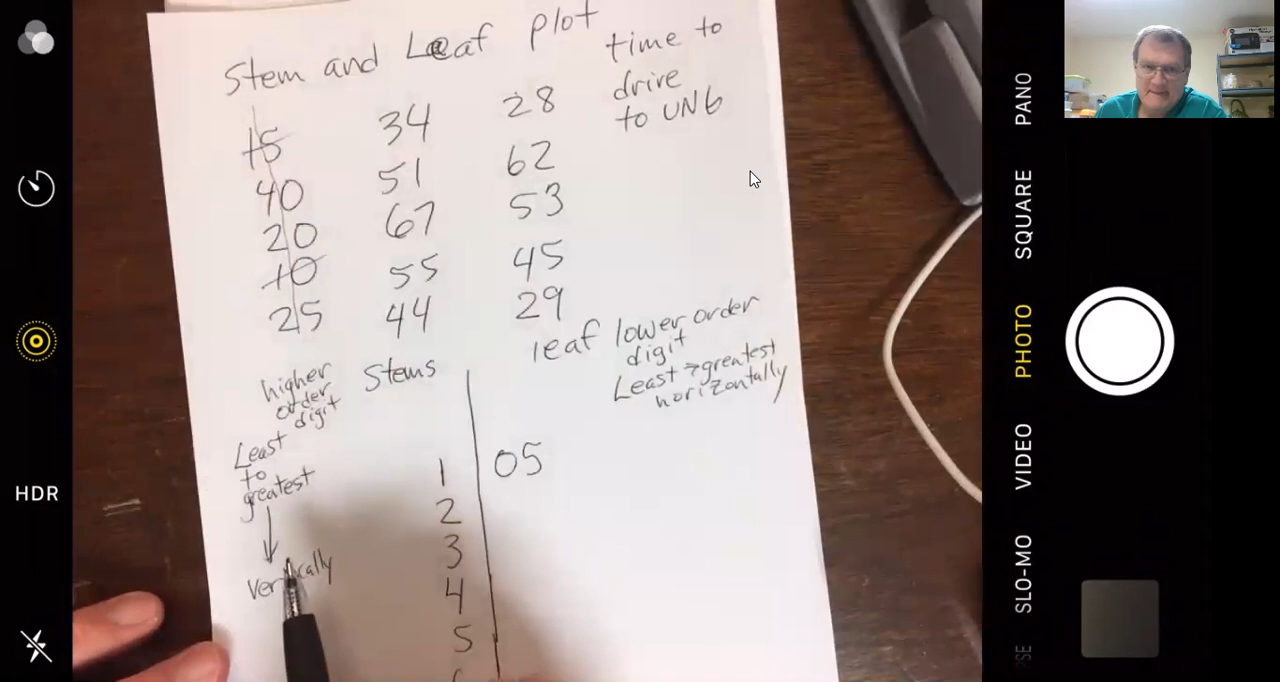 Stem and Leaf plot
time to
drive
to UNG
15 34 28
40 51 62
20 67 53
10 55 45
25 44 29
higher
order
digit
Stems
leaf lower order
digit
Least → greatest
horizontally
Least
to
greatest
vertically
1 05
2
3
4
5
HDR
PANO
SQUARE
PHOTO
VIDEO
SLO-MO